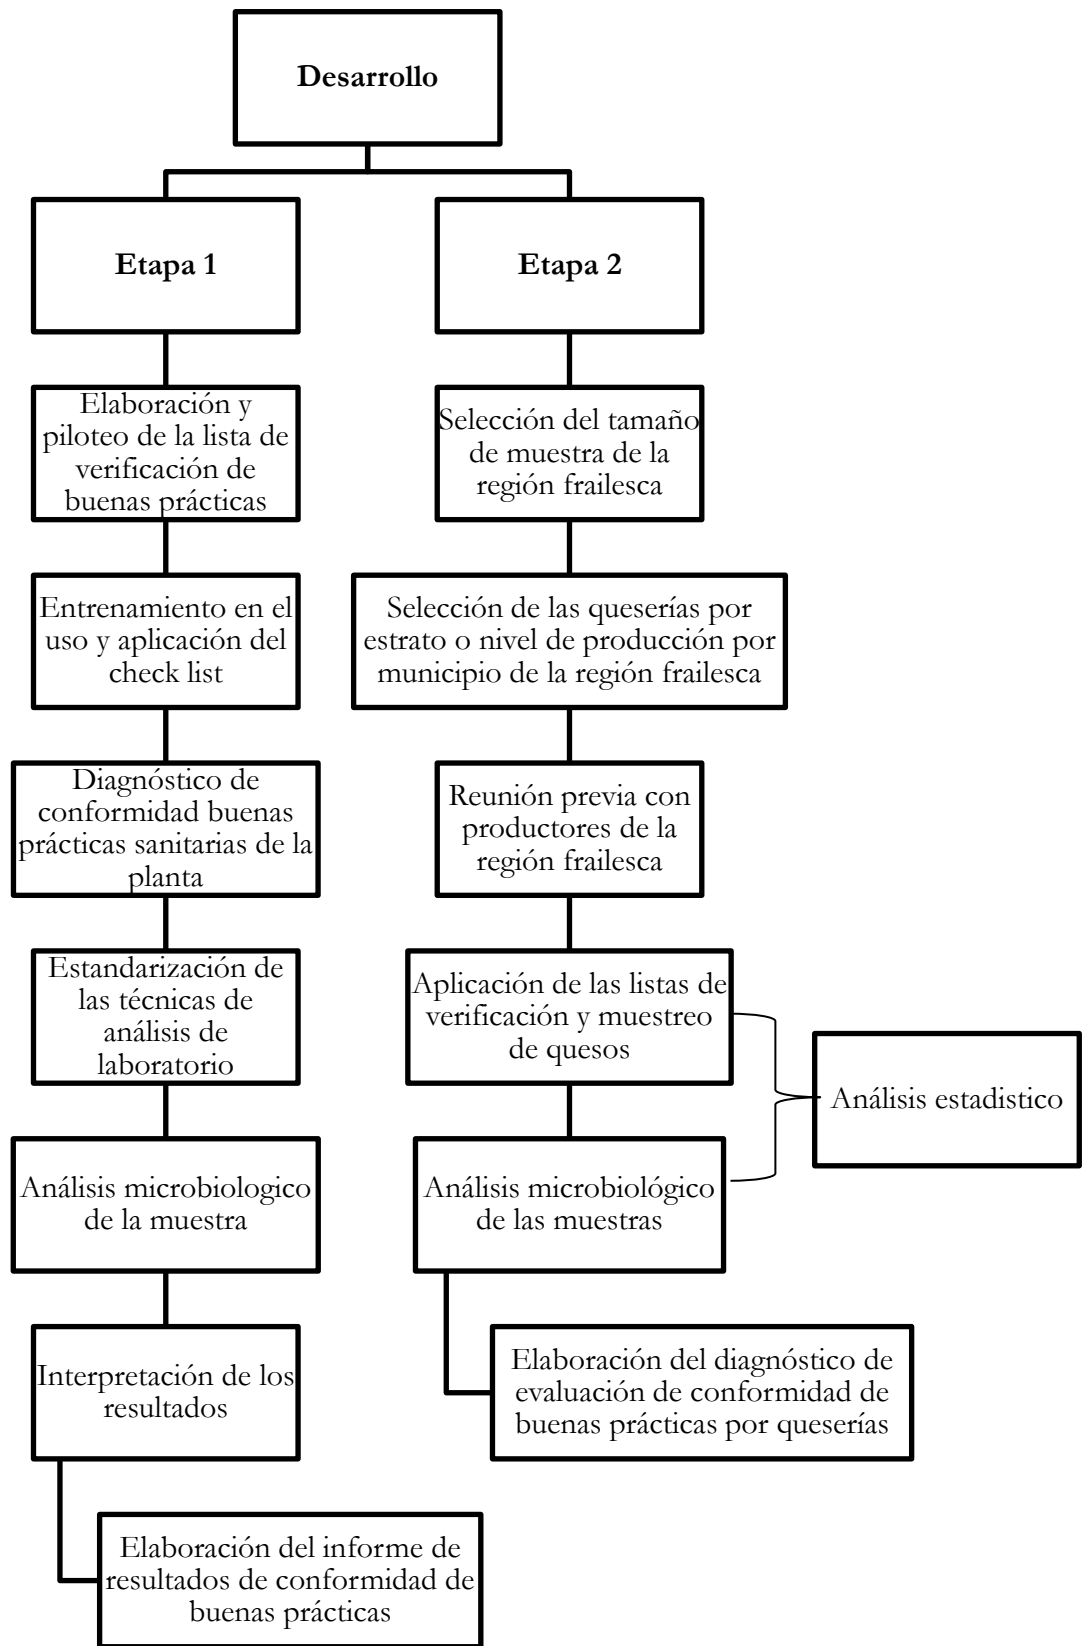 Desarrollo
Etapa 1
Etapa 2
Elaboración y
piloteo de la lista de
verificación de
buenas prácticas
Entrenamiento en el
uso y aplicación del
check list
Diagnóstico de
conformidad buenas
prácticas sanitarias de la
planta
Estandarización de
las técnicas de
análisis de
laboratorio
Análisis microbiologico
de la muestra
Interpretación de los
resultados
Elaboración del informe de
resultados de conformidad de
buenas prácticas
Selección del tamaño
de muestra de la
región frailesca
Selección de las queserías por
estrato o nivel de producción por
municipio de la región frailesca
Reunión previa con
productores de la
región frailesca
Aplicación de las listas de
verificación y muestreo
de quesos
Análisis microbiológico
de las muestras
Elaboración del diagnóstico de
evaluación de conformidad de
buenas prácticas por queserías
Análisis estadistico